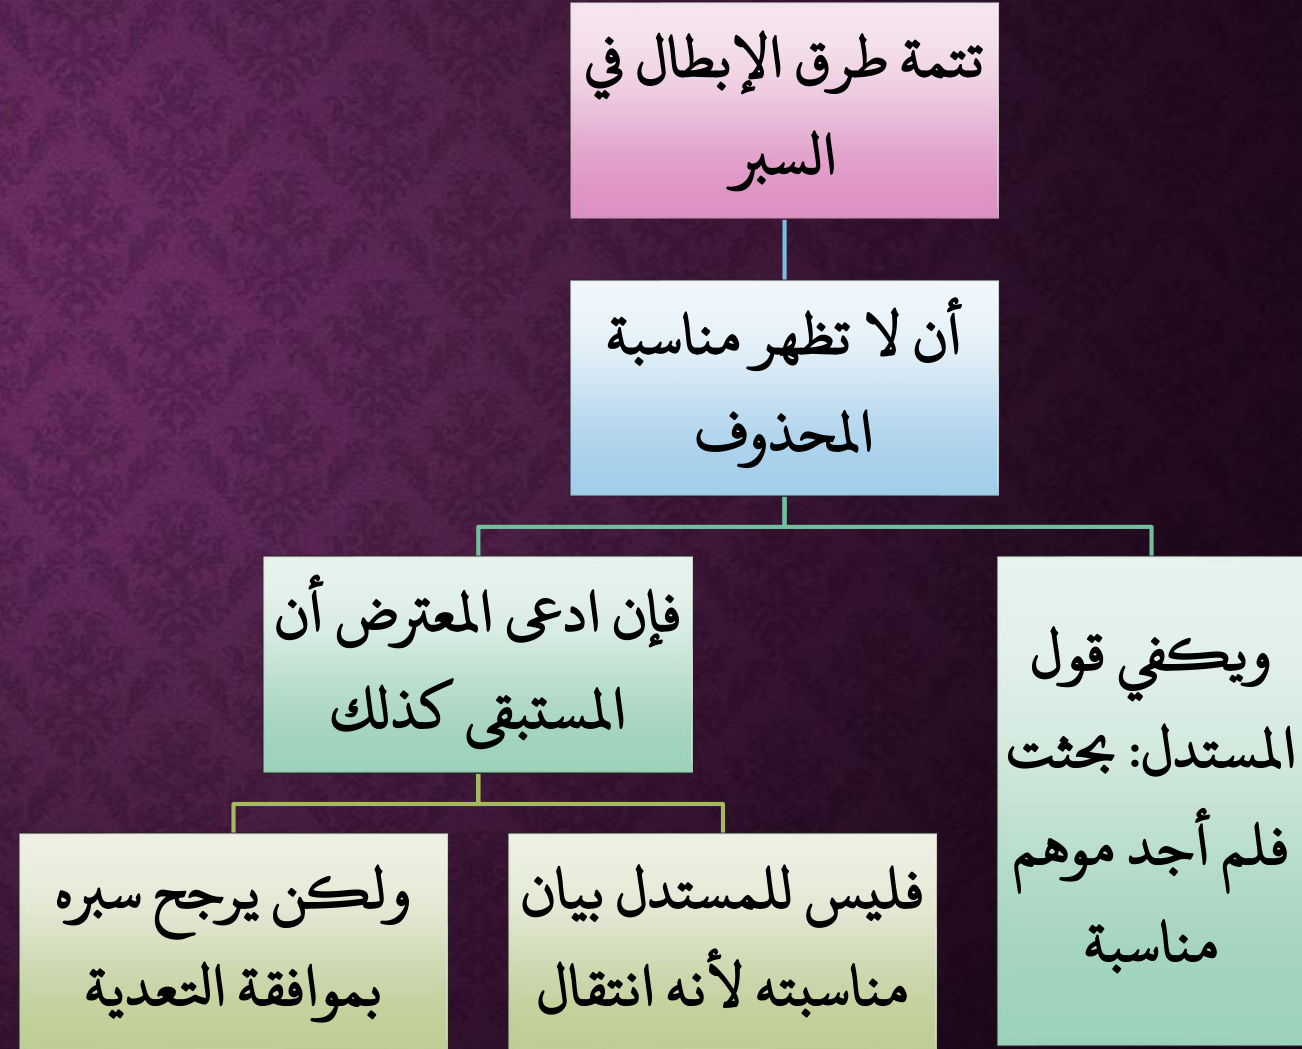 تتمة طرق الإبطال في
السبر
أن لا تظهر مناسبة
المحذوف
ويكفي قول
المستدل: بحثت
فلم أجد موهم
مناسبة
فإن ادعى المعترض أن
المستبقى كذلك
فليس للمستدل بيان
مناسبته لأنه انتقال
ولكن يرجح سبره
بموافقة التعدية